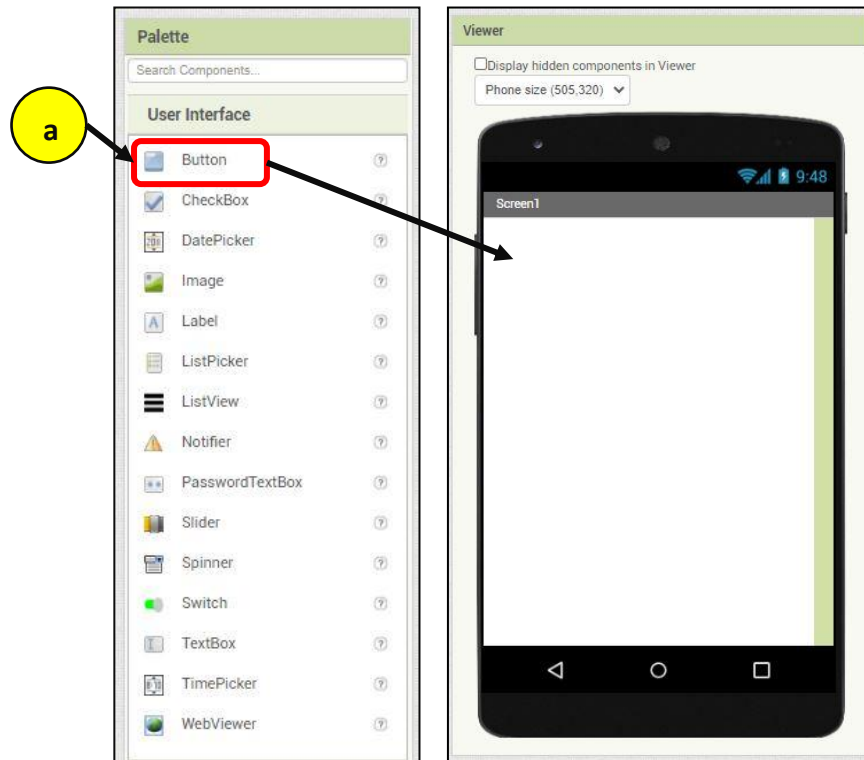 Palette
Search Components...
User Interface
a
Button
CheckBox
DatePicker
Image
Label
ListPicker
ListView
Notifier
PasswordTextBox
Slider
Spinner
Switch
TextBox
TimePicker
WebViewer
Viewer
Display hidden components in Viewer
Phone size (505,320)
9:48
Screen1